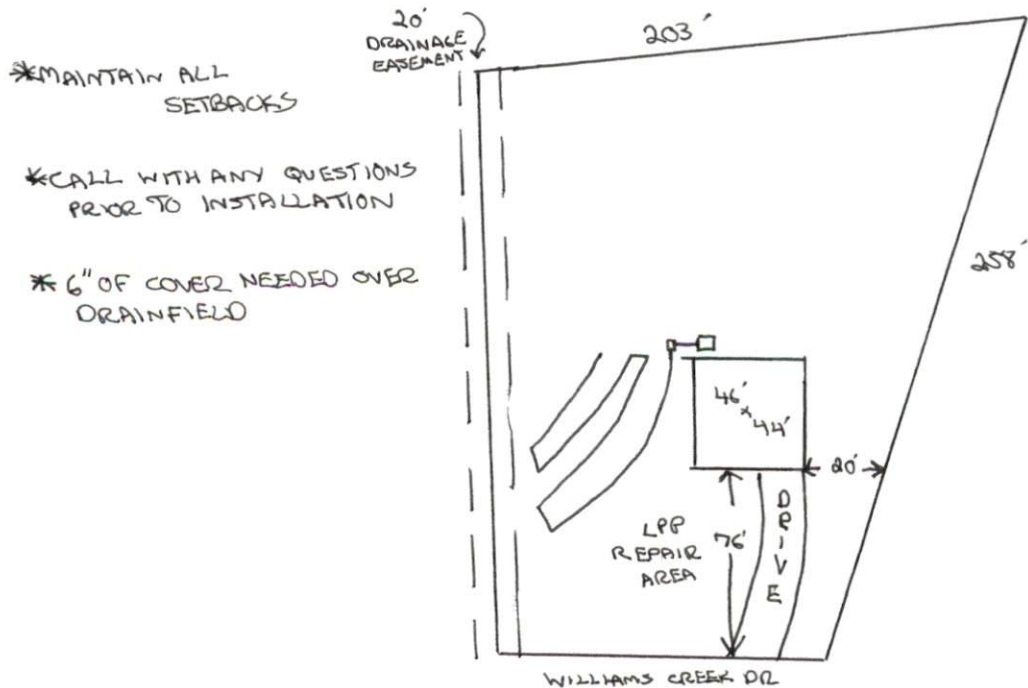 20'
DRAINAGE
EASEMENT
203'
*MAINTAIN ALL
SETBACKS
*CALL WITH ANY QUESTIONS
PRIOR TO INSTALLATION
* 6" OF COVER NEEDED OVER
DRAINFIELD
258'
46'
x
44'
20'
LPP
REPAIR
AREA
76'
DRIVE
WILLIAMS CREEK DR